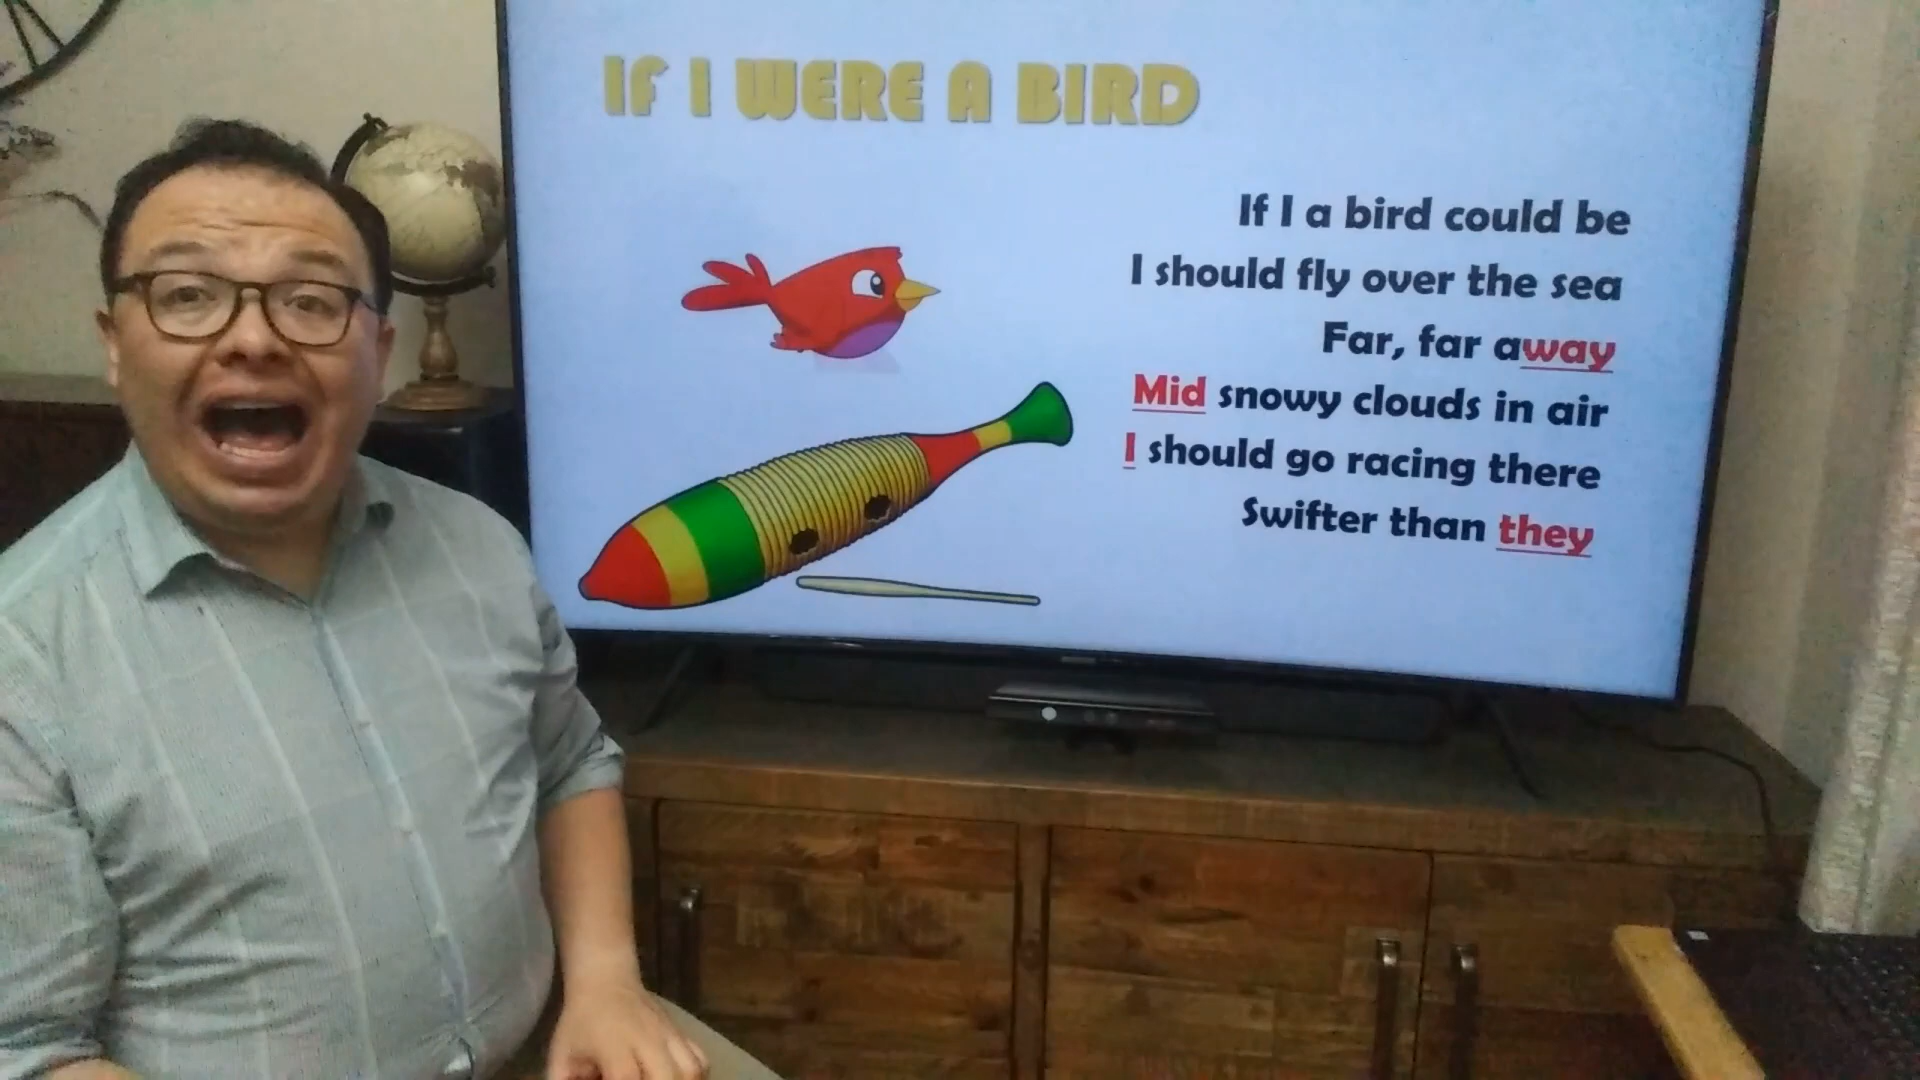 IF I WERE A BIRD
If I a bird could be
I should fly over the sea
Far, far away
Mid snowy clouds in air
I should go racing there
Swifter than they